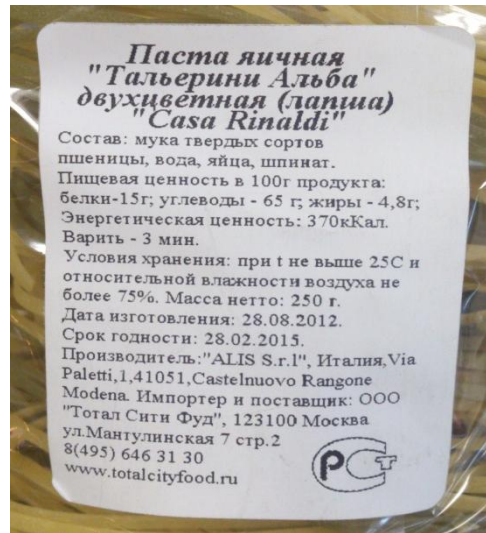 Паста яичная
"Тальерини Альба"
двухцветная (лапша)
"Casa Rinaldi"
Состав: мука твердых сортов
пшеницы, вода, яйца, шпинат.
Пищевая ценность в 100г продукта:
белки-15г; углеводы - 65 г; жиры - 4,8г;
Энергетическая ценность: 370кКал.
Варить - 3 мин.
Условия хранения: при t не выше 25С и
относительной влажности воздуха не
более 75%. Масса нетто: 250 г.
Дата изготовления: 28.08.2012.
Срок годности: 28.02.2015.
Производитель:"ALIS S.r.l", Италия,Via
Paletti,1,41051,Castelnuovo Rangone
Modena. Импортер и поставщик: ООО
"Тотал Сити Фуд", 123100 Москва
ул.Мантулинская 7 стр.2
8(495) 646 31 30
www.totalcityfood.ru
РСТ